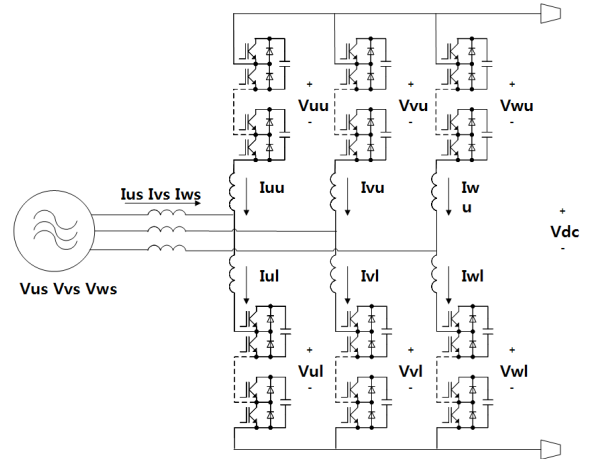 + + +
Vuu Vvu Vwu
- - -
Ius Ivs Iws
Iuu Ivu Iw
u
+
Vdc
-
Vus Vvs Vws
Iul Ivl Iwl
+ + +
Vul Vvl Vwl
- - -